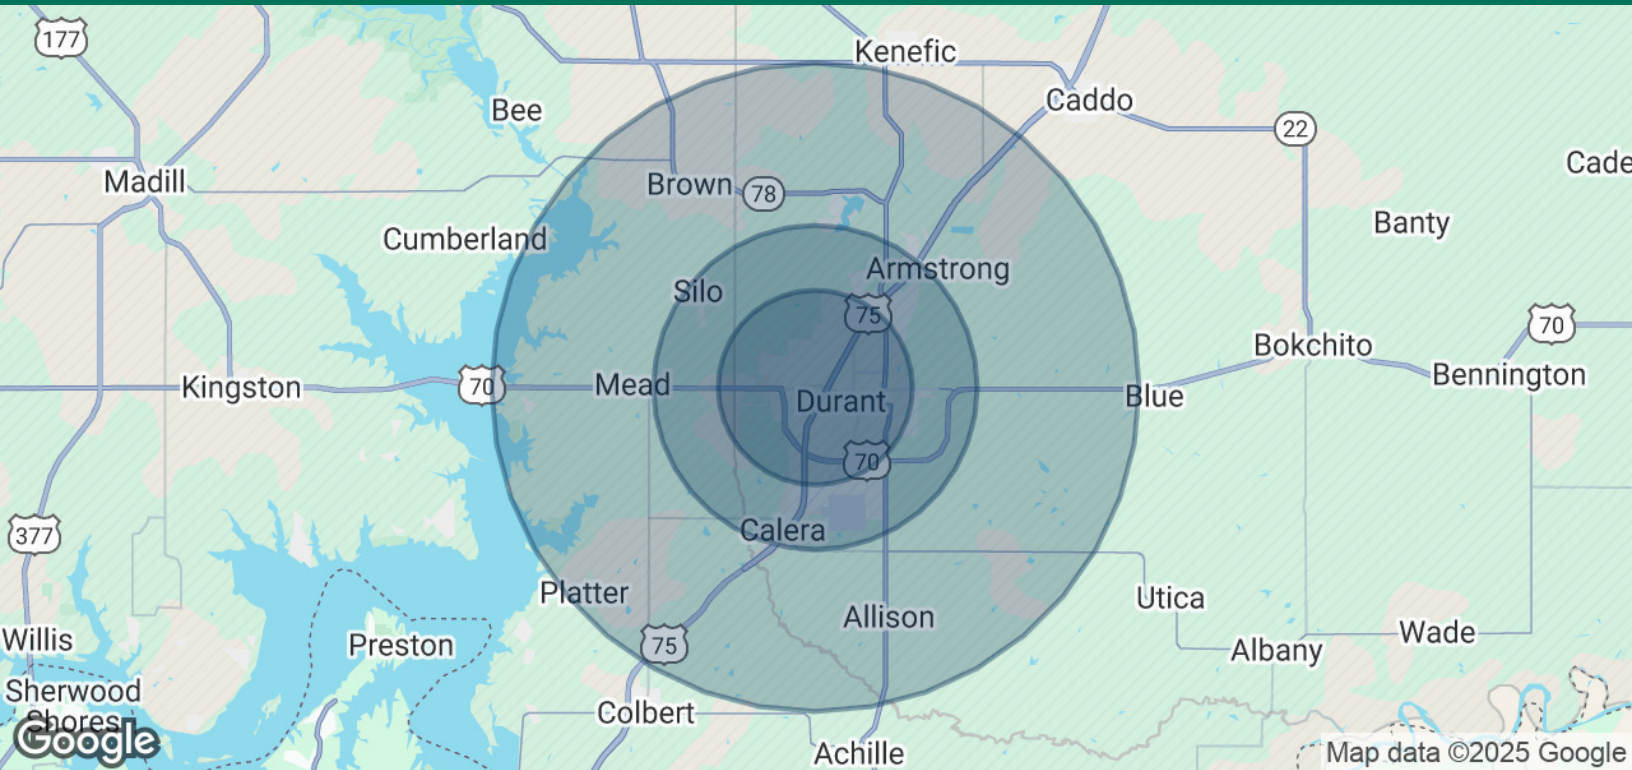 177
Kenefic
Bee
Caddo
22
Cade
Madill
Brown
78
Banty
Cumberland
Armstrong
Silo
75
70
Bokchito
Bennington
Kingston
70
Mead
Durant
Blue
70
377
Calera
Platter
Utica
Allison
Willis
Preston
75
Wade
Albany
Sherwood
Shores
Colbert
Google
Achille
Map data ©2025 Google